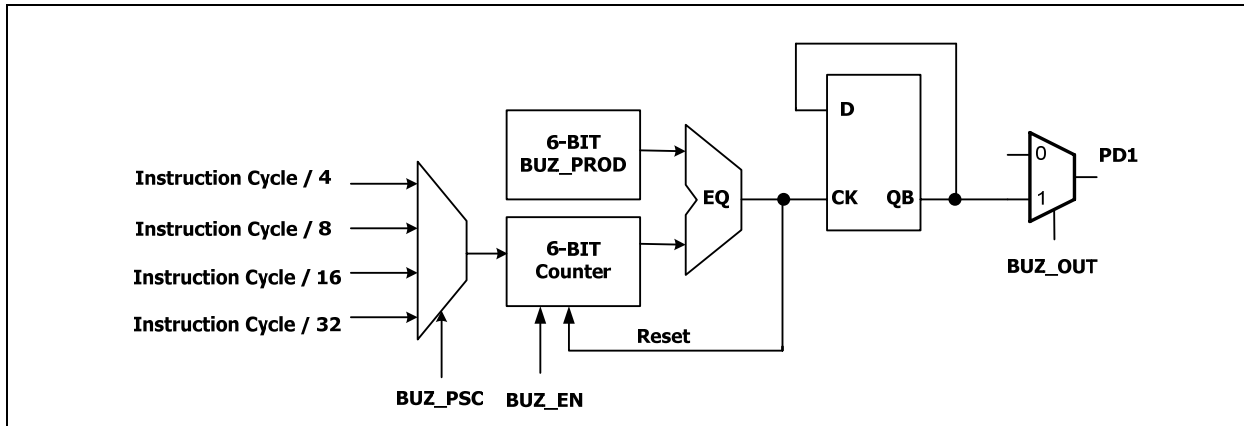 Instruction Cycle / 4
Instruction Cycle / 8
Instruction Cycle / 16
Instruction Cycle / 32
BUZ_PSC
6-BIT
BUZ_PROD
6-BIT
Counter
BUZ_EN
Reset
EQ
D
CK
QB
0
1
PD1
BUZ_OUT